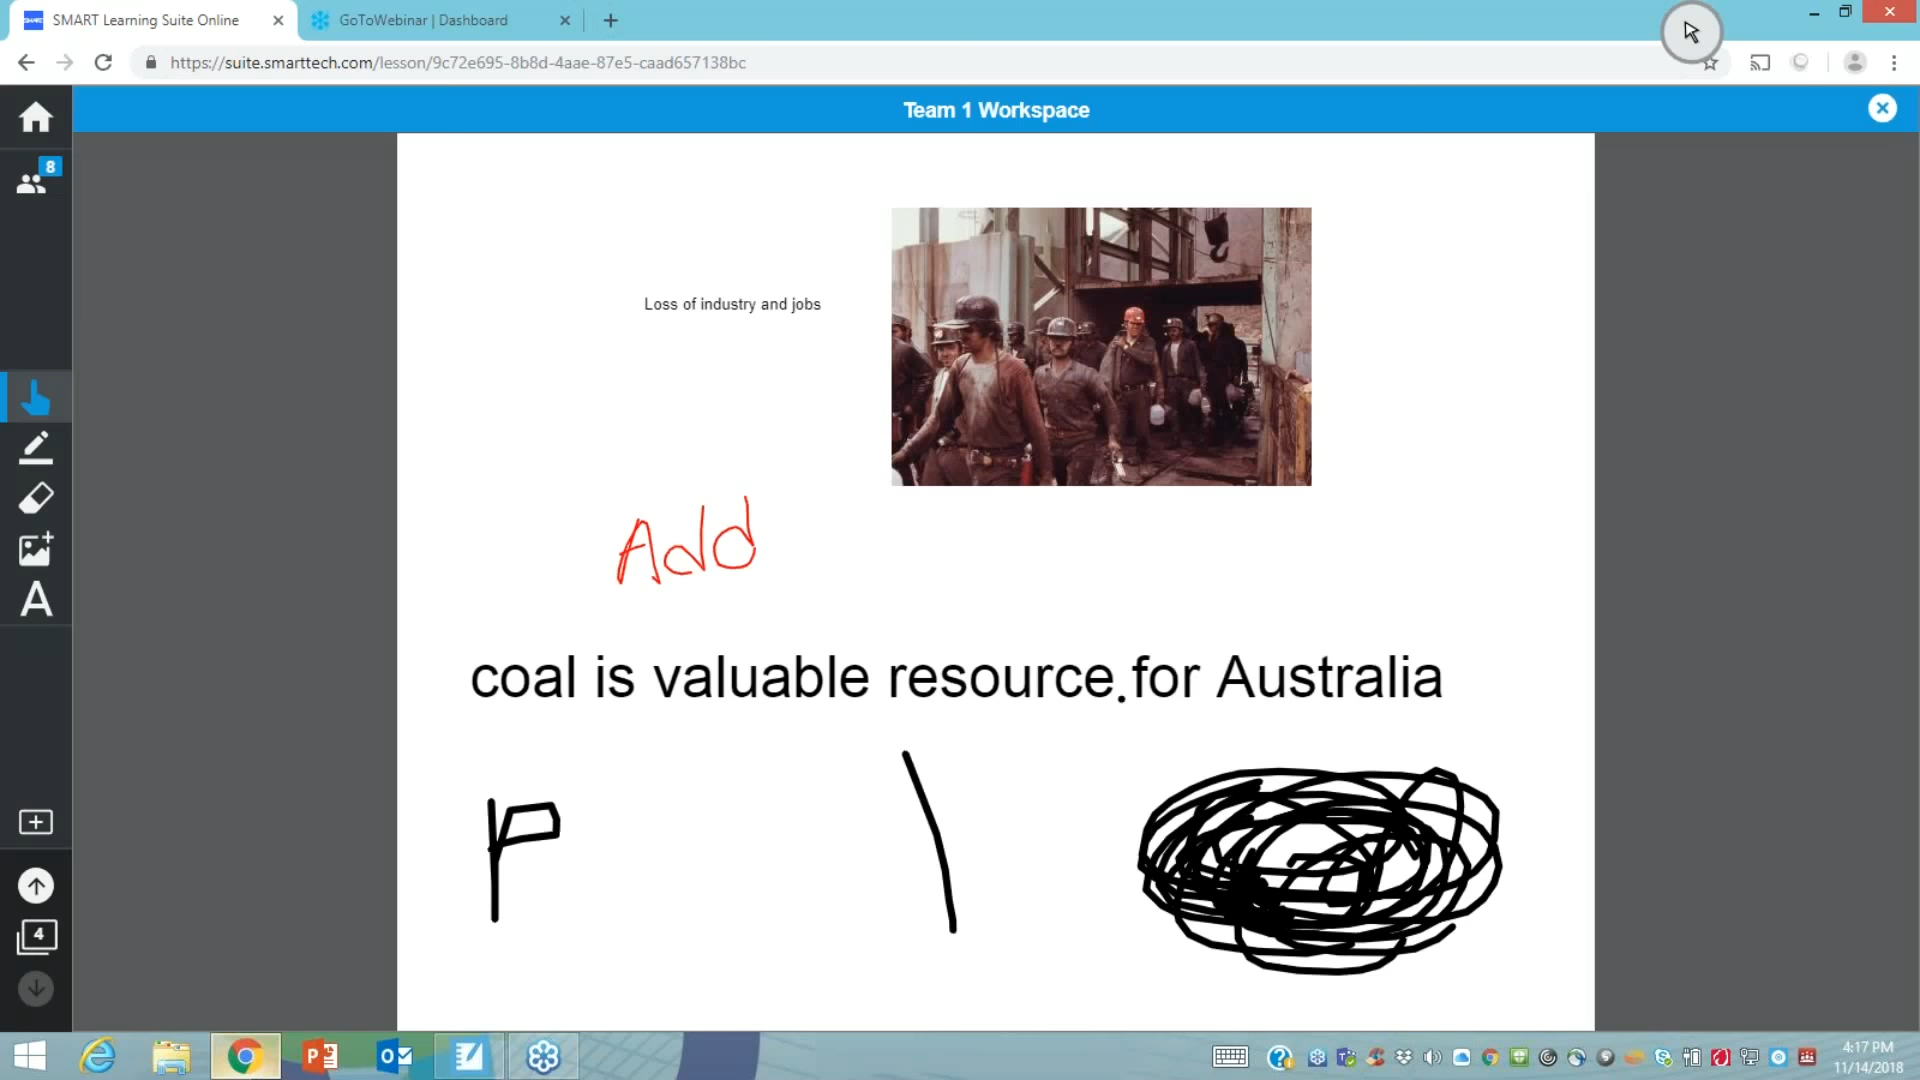 SMART Learning Suite Online
GoToWebinar | Dashboard
https://suite.smarttech.com/lesson/9c72e695-8b8d-4aae-87e5-caad657138bc
Team 1 Workspace
8
Loss of industry and jobs
Add
coal is valuable resource.for Australia
P
A
4
4:17 PM
11/14/2018